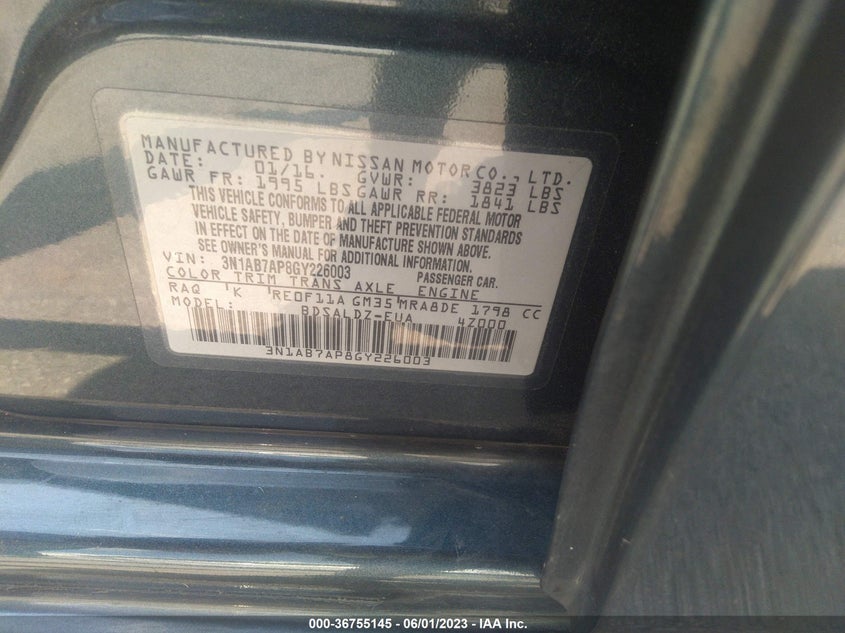 MANUFACTURED BY NISSAN MOTOR CO., LTD.
DATE: 01/16. GVWR: 3823 LBS
GAWR FR: 1995 LBS GAWR RR: 1841 LBS
THIS VEHICLE CONFORMS TO ALL APPLICABLE FEDERAL MOTOR
VEHICLE SAFETY, BUMPER AND THEFT PREVENTION STANDARDS
IN EFFECT ON THE DATE OF MANUFACTURE SHOWN ABOVE.
SEE OWNER'S MANUAL FOR ADDITIONAL INFORMATION.
VIN: 3N1AB7AP8GY226003 PASSENGER CAR.
COLOR TRIM TRANS AXLE ENGINE
RAQ K RE0F11A GM35 MRA8DE 1798 CC
MODEL: BDSALDZ-EUA 4Z000
3N1AB7AP8GY226003
000-36755145 - 06/01/2023 - IAA Inc.